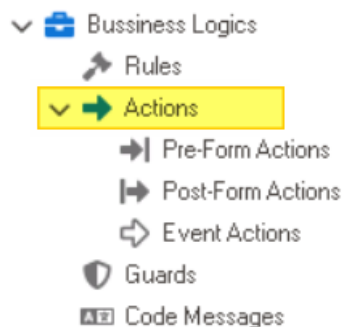 Bussiness Logics
Rules
Actions
Pre-Form Actions
Post-Form Actions
Event Actions
Guards
Code Messages